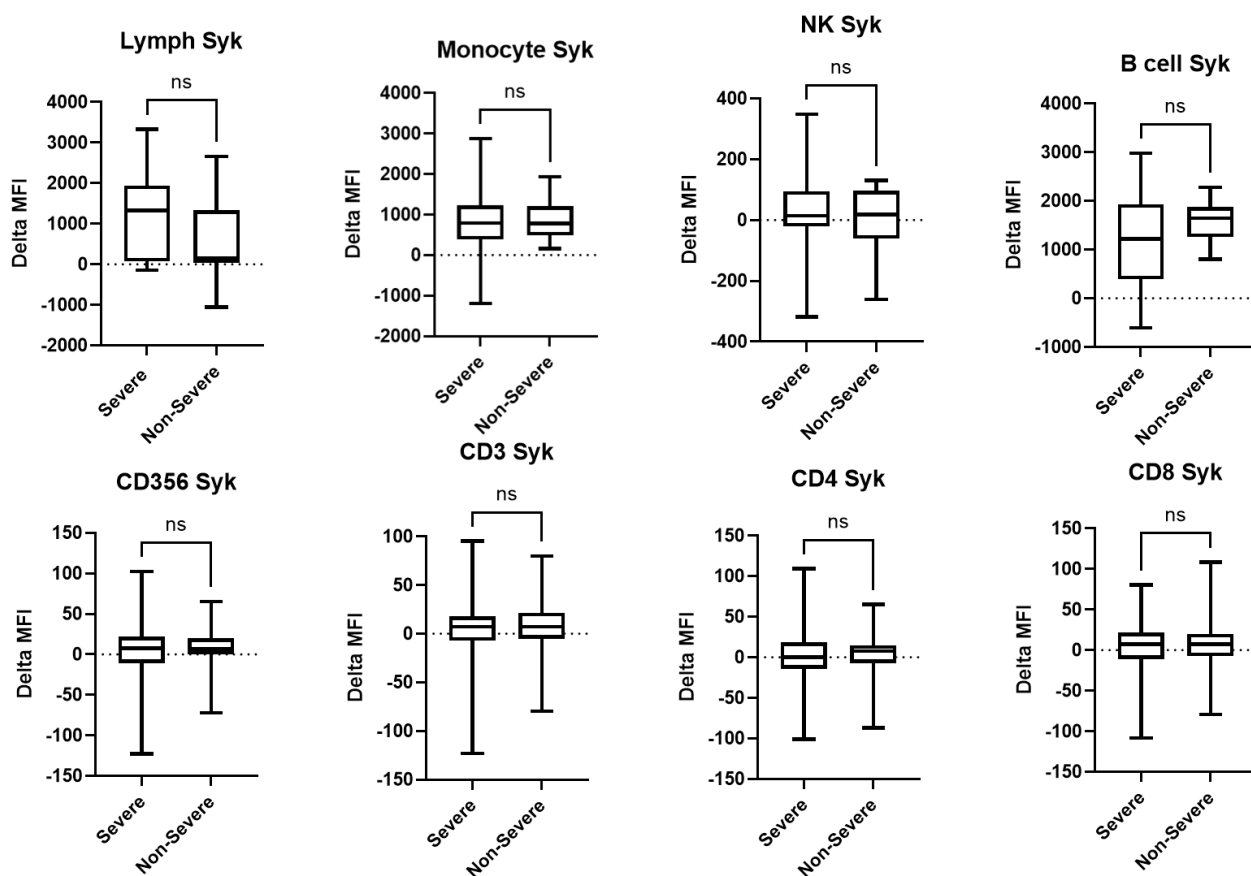 Lymph Syk
ns
Delta MFI
4000
3000
2000
1000
0
-1000
-2000
Severe
Non-Severe
Monocyte Syk
ns
Delta MFI
4000
3000
2000
1000
0
-1000
-2000
Severe
Non-Severe
NK Syk
ns
Delta MFI
400
200
0
-200
-400
Severe
Non-Severe
B cell Syk
ns
Delta MFI
4000
3000
2000
1000
0
-1000
Severe
Non-Severe
CD356 Syk
ns
Delta MFI
150
100
50
0
-50
-100
-150
Severe
Non-Severe
CD3 Syk
ns
Delta MFI
100
50
0
-50
-100
-150
Severe
Non-Severe
CD4 Syk
ns
Delta MFI
150
100
50
0
-50
-100
-150
Severe
Non-Severe
CD8 Syk
ns
Delta MFI
150
100
50
0
-50
-100
-150
Severe
Non-Severe